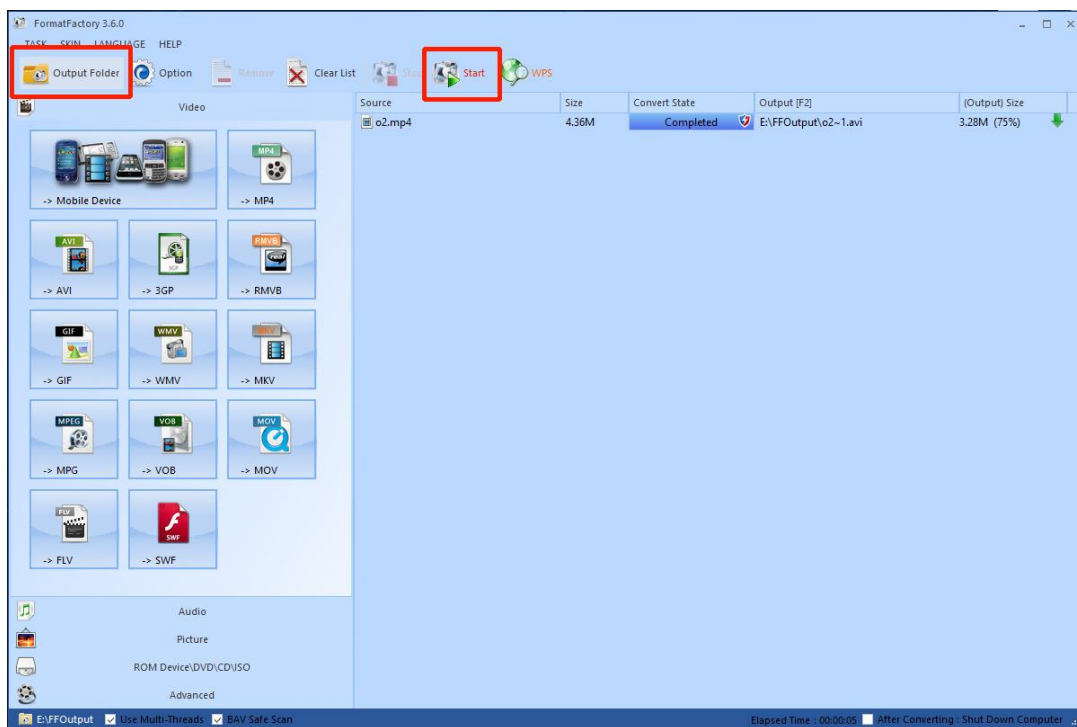 FormatFactory 3.6.0
TASK SKIN LANGUAGE HELP
Output Folder Option Remove Clear List Stop Start WPS
Video
Source Size Convert State Output [F2] (Output) Size
o2.mp4 4.36M Completed E:\FFOutput\o2~1.avi 3.28M (75%)
MP4
-> Mobile Device -> MP4
AVI 3GP RMVB
real
-> AVI -> 3GP -> RMVB
GIF WMV MKV
-> GIF -> WMV -> MKV
MPEG VOB MOV
-> MPG -> VOB -> MOV
FLV
SWF
-> FLV -> SWF
Audio
Picture
ROM Device\DVD\CD\ISO
Advanced
E:\FFOutput Use Multi-Threads BAV Safe Scan Elapsed Time : 00:00:05 After Converting : Shut Down Computer